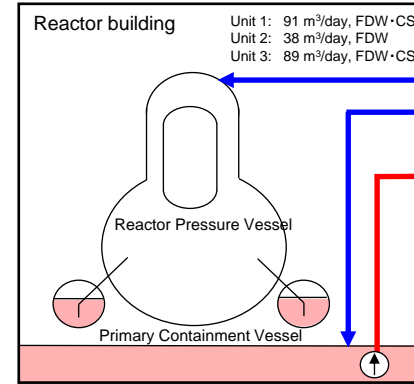 Reactor building
Unit 1: 91 m³/day, FDW・CS
Unit 2: 38 m³/day, FDW
Unit 3: 89 m³/day, FDW・CS
Reactor Pressure Vessel
Primary Containment Vessel